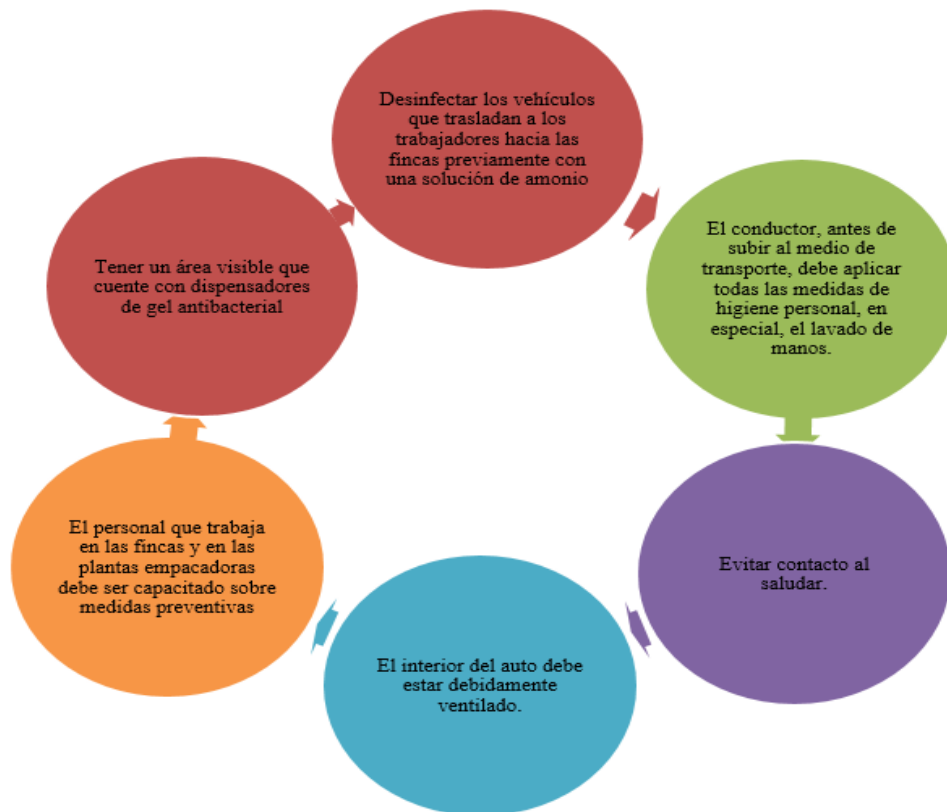 Desinfectar los vehículos
que trasladan a los
trabajadores hacia las
fincas previamente con
una solución de amonio
El conductor, antes de
subir al medio de
transporte, debe aplicar
todas las medidas de
higiene personal, en
especial, el lavado de
manos.
Evitar contacto al
saludar.
El interior del auto debe
estar debidamente
ventilado.
El personal que trabaja
en las fincas y en las
plantas empacadoras
debe ser capacitado sobre
medidas preventivas
Tener un área visible que
cuente con dispensadores
de gel antibacterial